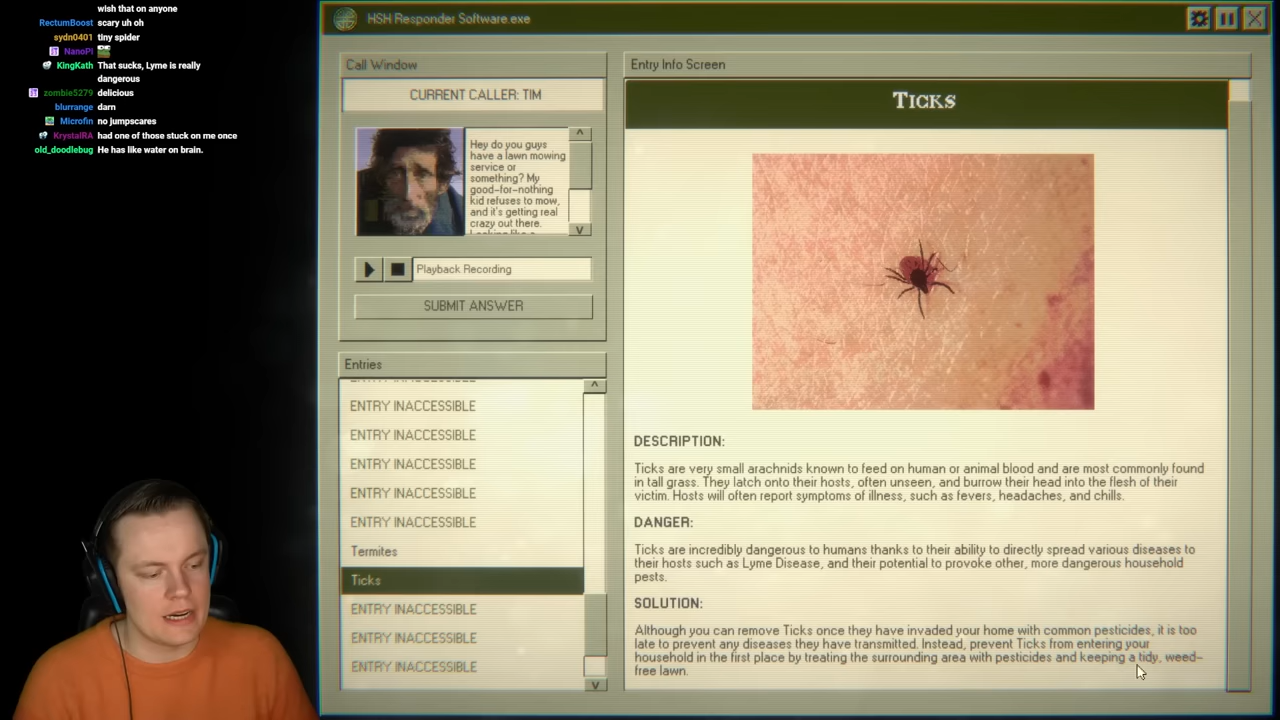 wish that on anyone
RectumBoost scary uh oh
sydn0401 tiny spider
NanoPi
KingKath That sucks, Lyme is really
dangerous
zombie5279 delicious
blurrange darn
Microfin no jumpscares
KrystalRA had one of those stuck on me once
old_doodlebug He has like water on brain.
HSH Responder Software.exe
Call Window
CURRENT CALLER: TIM
Hey do you guys
have a lawn mowing
service or
something? My
good-for-nothing
kid refuses to mow,
and it's getting real
crazy out there.
Playback Recording
SUBMIT ANSWER
Entries
ENTRY INACCESSIBLE
ENTRY INACCESSIBLE
ENTRY INACCESSIBLE
ENTRY INACCESSIBLE
ENTRY INACCESSIBLE
ENTRY INACCESSIBLE
Termites
Ticks
ENTRY INACCESSIBLE
ENTRY INACCESSIBLE
ENTRY INACCESSIBLE
Entry Info Screen
TICKS
DESCRIPTION:
Ticks are very small arachnids known to feed on human or animal blood and are most commonly found
in tall grass. They latch onto their hosts, often unseen, and burrow their head into the flesh of their
victim. Hosts will often report symptoms of illness, such as fevers, headaches, and chills.
DANGER:
Ticks are incredibly dangerous to humans thanks to their ability to directly spread various diseases to
their hosts such as Lyme Disease, and their potential to provoke other, more dangerous household
pests.
SOLUTION:
Although you can remove Ticks once they have invaded your home with common pesticides, it is too
late to prevent any diseases they have transmitted. Instead, prevent Ticks from entering your
household in the first place by treating the surrounding area with pesticides and keeping a tidy, weed-
free lawn.